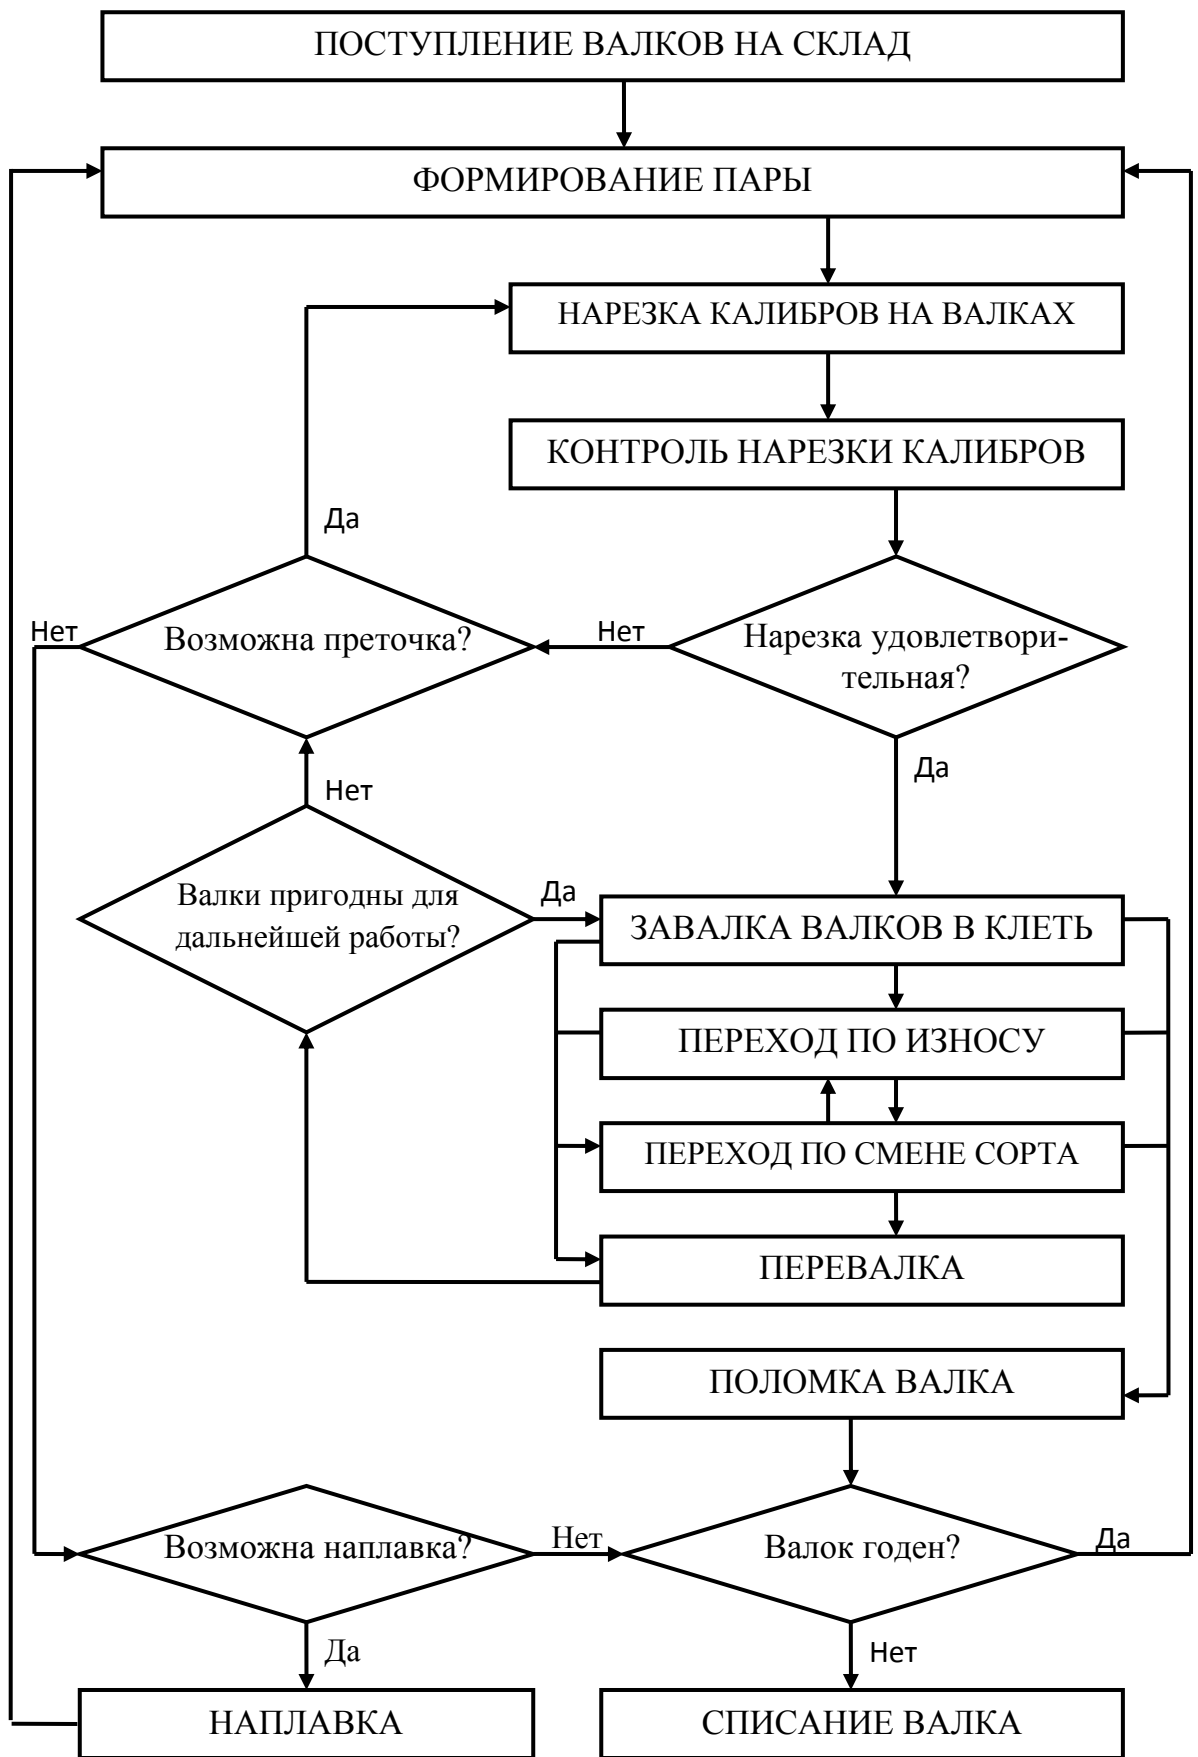 ПОСТУПЛЕНИЕ ВАЛКОВ НА СКЛАД
ФОРМИРОВАНИЕ ПАРЫ
НАРЕЗКА КАЛИБРОВ НА ВАЛКАХ
КОНТРОЛЬ НАРЕЗКИ КАЛИБРОВ
Да
Нет
Возможна преточка?
Нет
Нарезка удовлетвори-
тельная?
Да
Нет
Валки пригодны для
дальнейшей работы?
Да
ЗАВАЛКА ВАЛКОВ В КЛЕТЬ
ПЕРЕХОД ПО ИЗНОСУ
ПЕРЕХОД ПО СМЕНЕ СОРТА
ПЕРЕВАЛКА
ПОЛОМКА ВАЛКА
Возможна наплавка?
Нет
Валок годен?
Да
Да
Нет
НАПЛАВКА
СПИСАНИЕ ВАЛКА